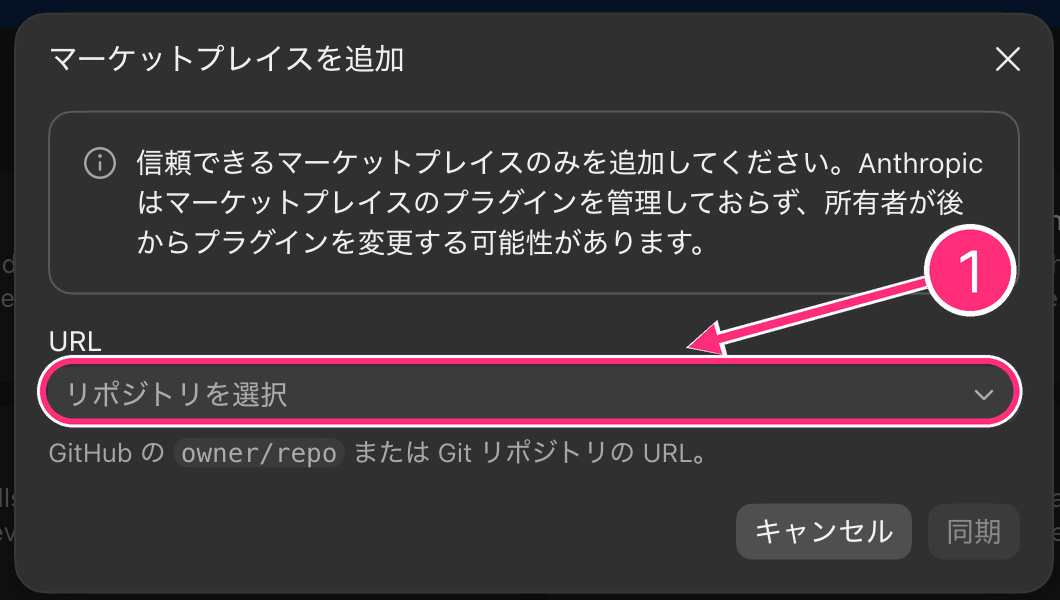 マーケットプレイスを追加
信頼できるマーケットプレイスのみを追加してください。Anthropic
はマーケットプレイスのプラグインを管理しておらず、所有者が後
からプラグインを変更する可能性があります。
1
URL
リポジトリを選択
GitHub の owner/repo または Git リポジトリの URL。
キャンセル
同期